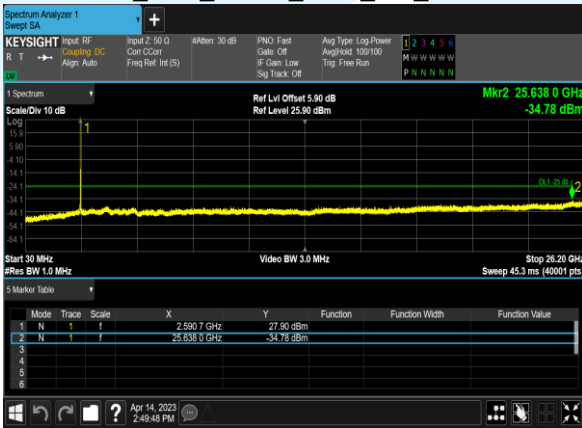 Spectrum Analyzer 1
Swept SA
+
KEYSIGHT Input: RF Input Z: 50 Ω #Atten: 30 dB PNO: Fast Avg Type: Log-Power 1 2 3 4 5 6
R T Coupling: DC Corr CCorr Gate: Off Avg|Hold: 100/100 M W W W W W
Align: Auto Freq Ref: Int (S) IF Gain: Low Trig: Free Run
LU Sig Track: Off P N N N N N
1 Spectrum Ref Lvl Offset 5.90 dB Mkr2 25.638 0 GHz
Scale/Div 10 dB Ref Level 25.90 dBm -34.78 dBm
Log
1
15.9
5.90
-4.10
-14.1
-24.1 DL1 -25.00 2
-34.1
-44.1
-54.1
-64.1
Start 30 MHz Video BW 3.0 MHz Stop 26.20 GHz
#Res BW 1.0 MHz Sweep 45.3 ms (40001 pts)
5 Marker Table
Mode Trace Scale X Y Function Function Width Function Value
1 N 1 f 2.590 7 GHz 27.90 dBm
2 N 1 f 25.638 0 GHz -34.78 dBm
3
4
5
6
? Apr 14, 2023
2:49:48 PM